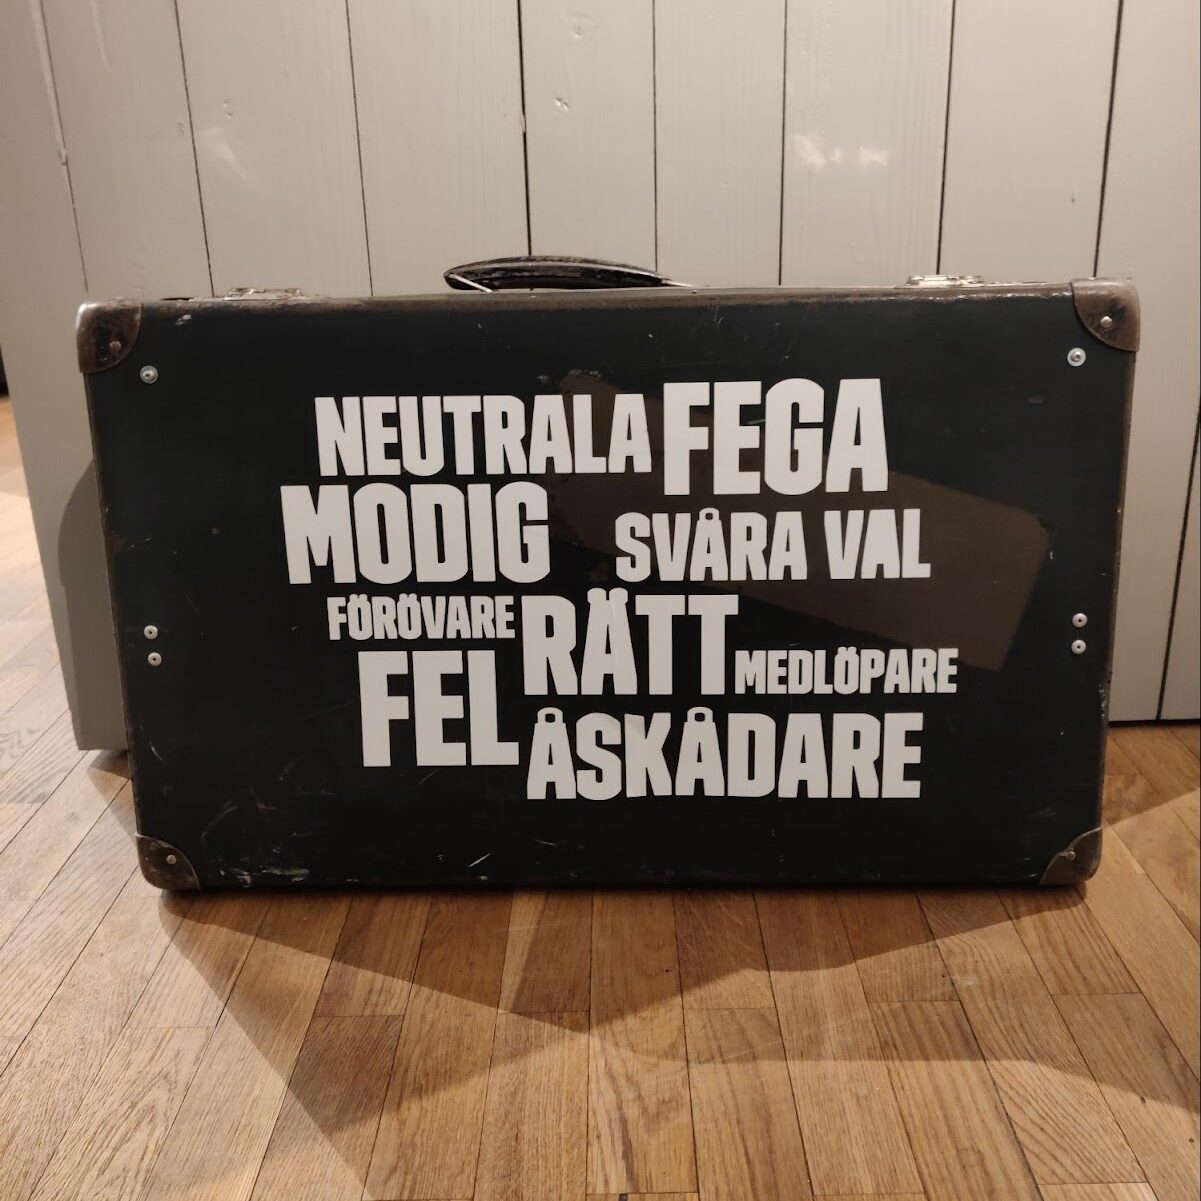 NEUTRALA FEGA
MODIG SVÅRA VAL
FÖRÖVARE RÄTT MEDLÖPARE
FEL ÅSKÅDARE